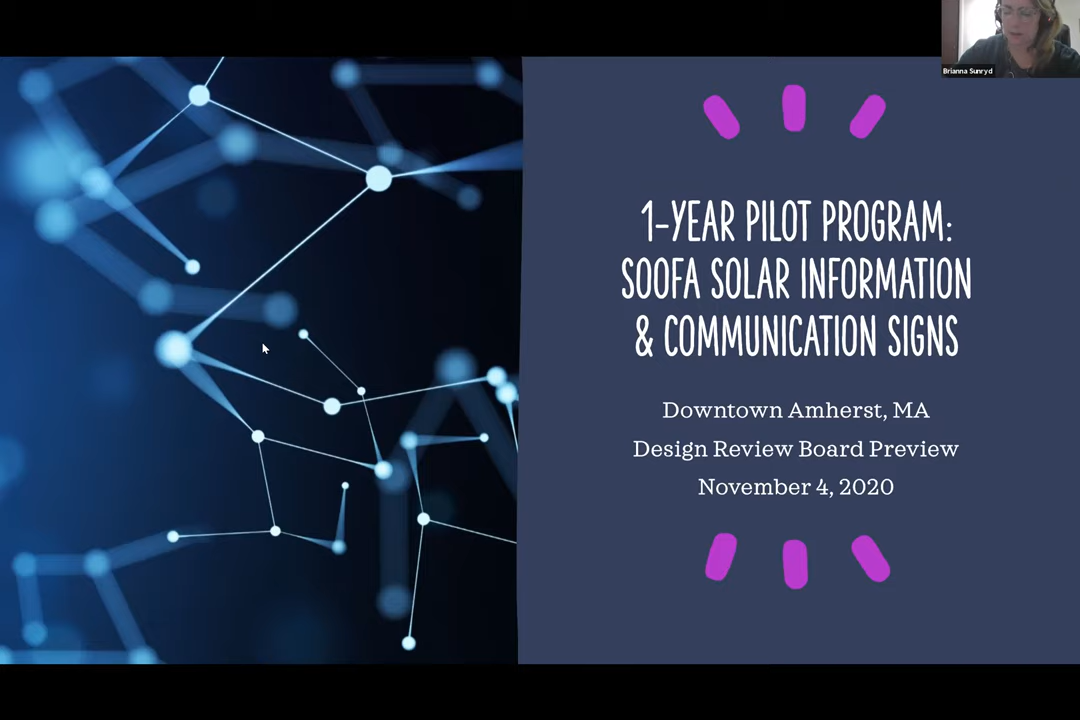 Brianna Sunryd
1-YEAR PILOT PROGRAM:
SOOFA SOLAR INFORMATION
& COMMUNICATION SIGNS
Downtown Amherst, MA
Design Review Board Preview
November 4, 2020